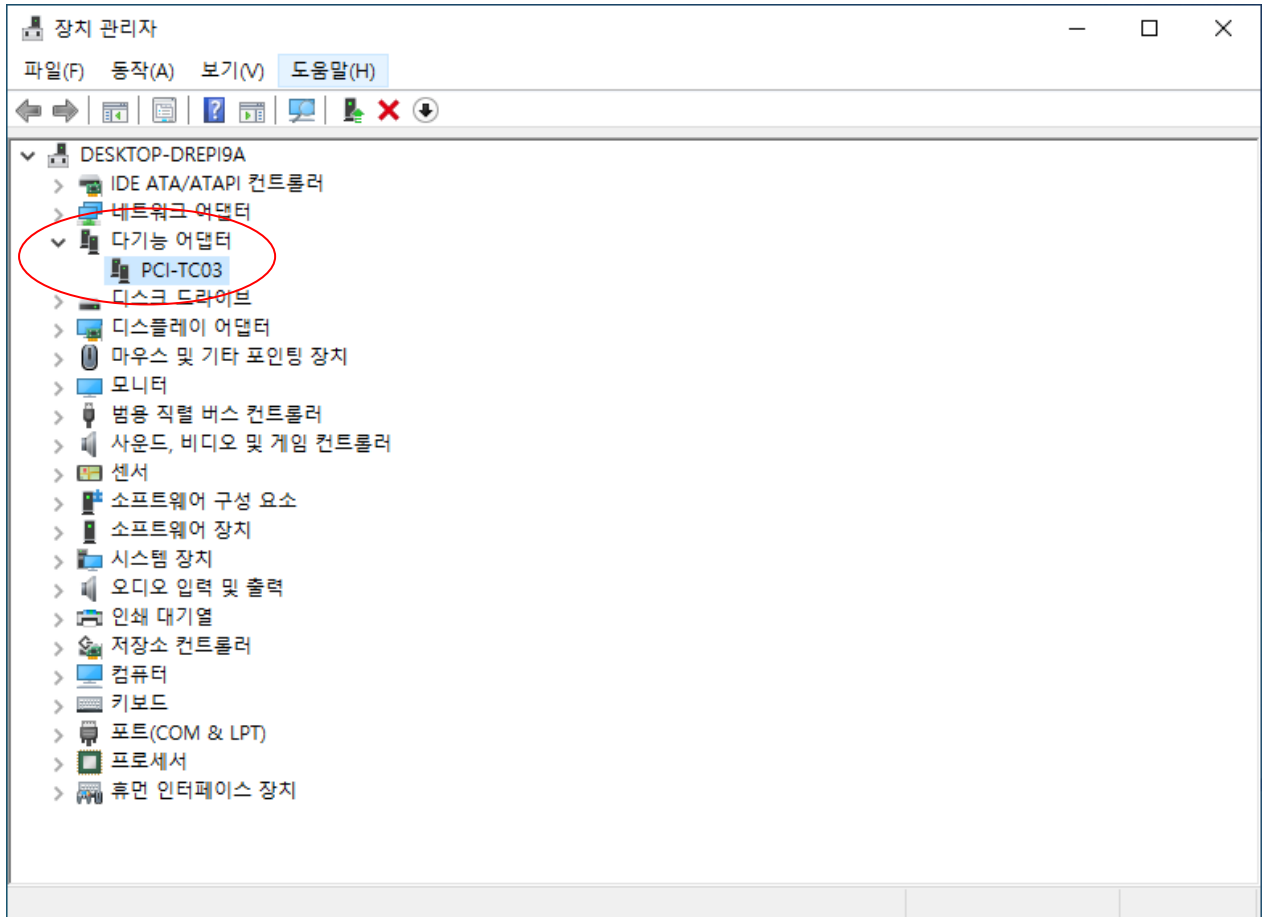 장치 관리자
파일(F) 동작(A) 보기(V) 도움말(H)
DESKTOP-DREPI9A
IDE ATA/ATAPI 컨트롤러
네트워크 어댑터
다기능 어댑터
PCI-TC03
디스크 드라이브
디스플레이 어댑터
마우스 및 기타 포인팅 장치
모니터
범용 직렬 버스 컨트롤러
사운드, 비디오 및 게임 컨트롤러
센서
소프트웨어 구성 요소
소프트웨어 장치
시스템 장치
오디오 입력 및 출력
인쇄 대기열
저장소 컨트롤러
컴퓨터
키보드
포트(COM & LPT)
프로세서
휴먼 인터페이스 장치